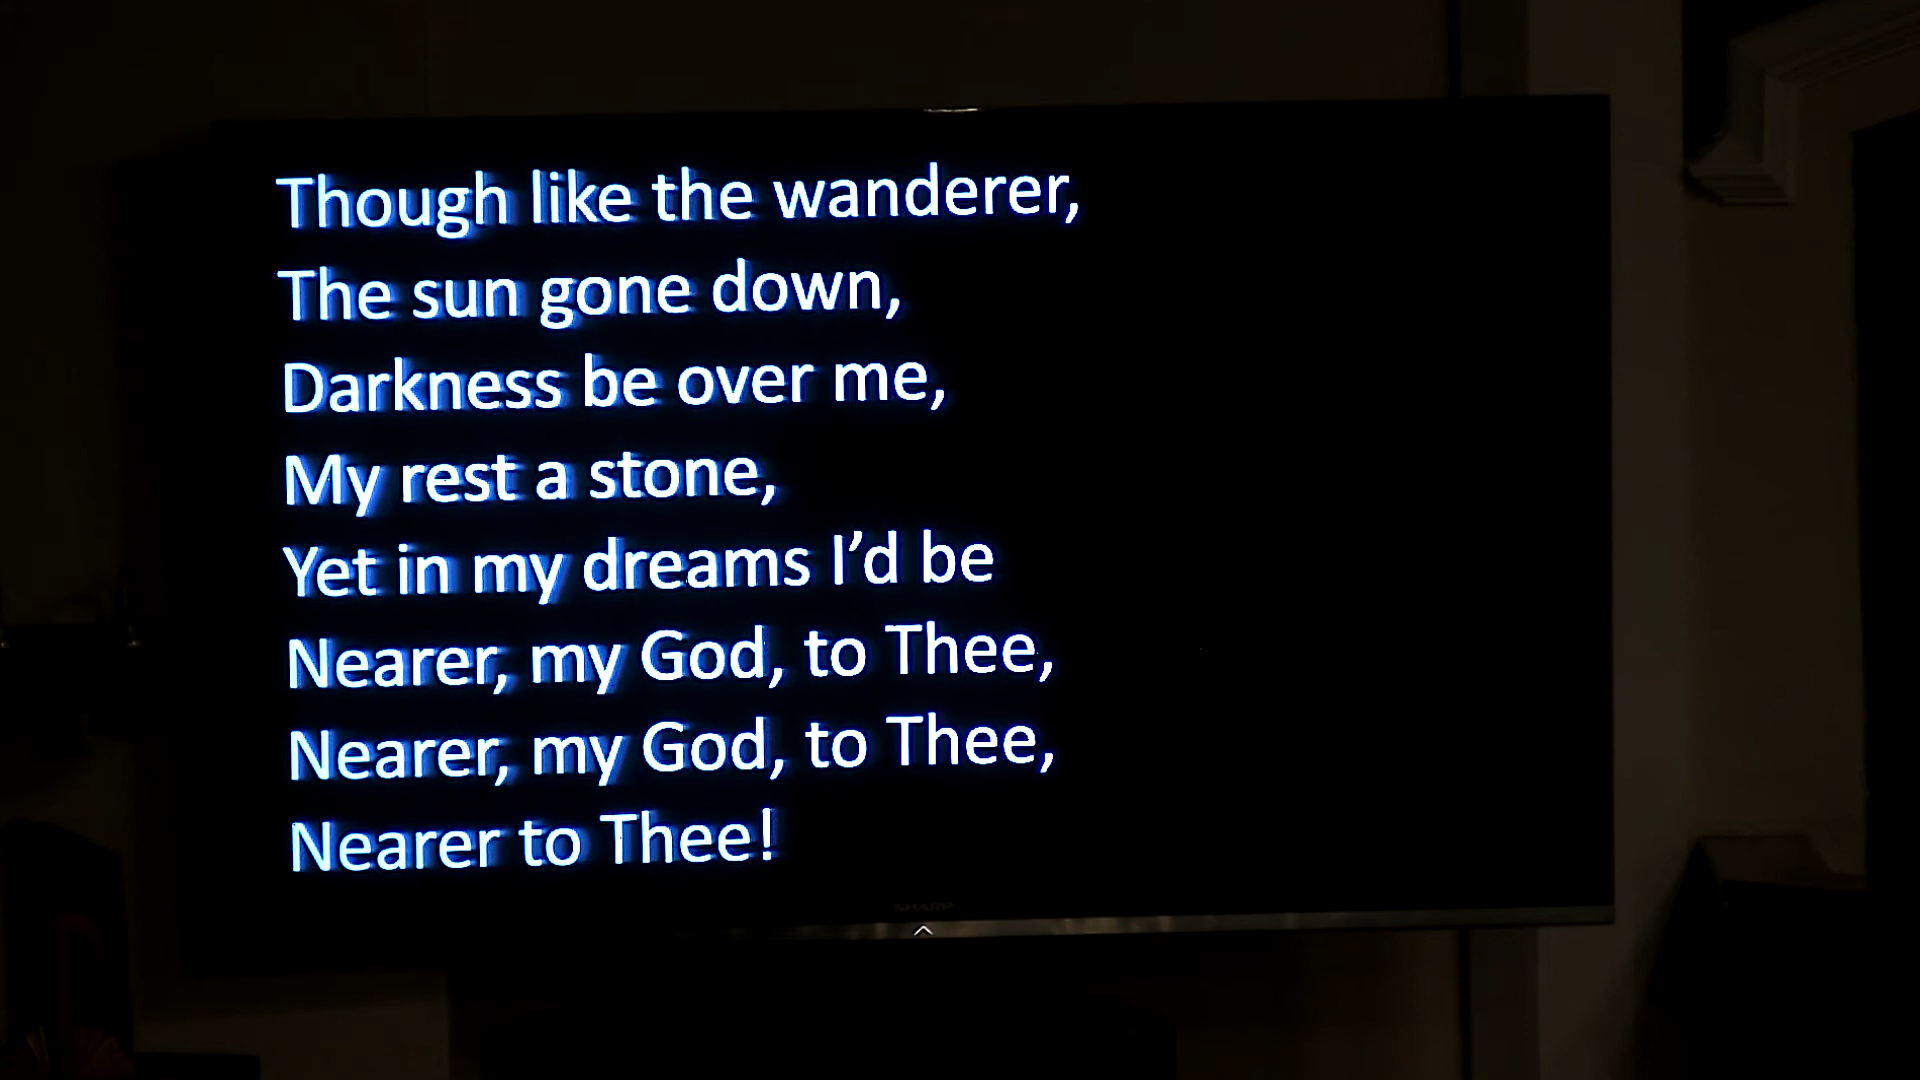 Though like the wanderer,
The sun gone down,
Darkness be over me,
My rest a stone,
Yet in my dreams I’d be
Nearer, my God, to Thee,
Nearer, my God, to Thee,
Nearer to Thee!
SHARP